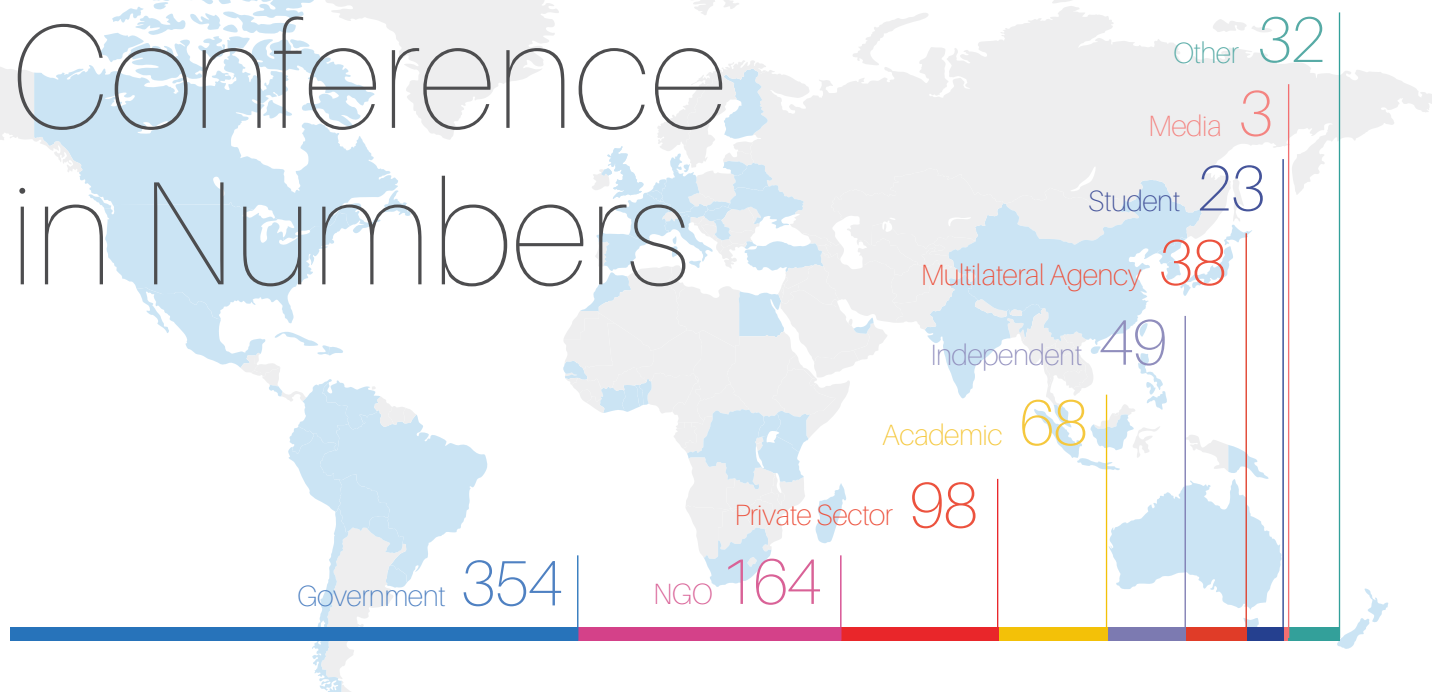 Conference
in Numbers
Other 32
Media 3
Student 23
Multilateral Agency 38
Independent 49
Academic 68
Private Sector 98
Government 354
NGO 164